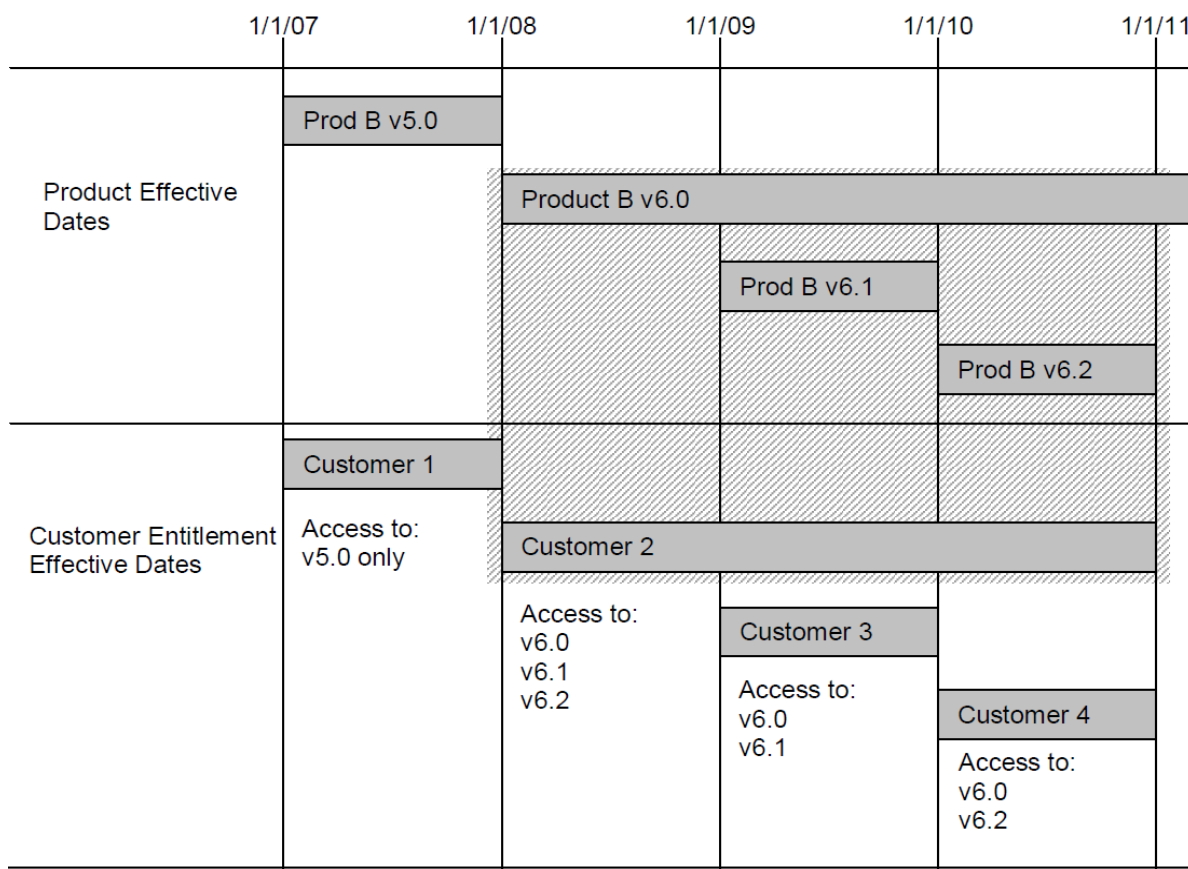 1/1/07 1/1/08 1/1/09 1/1/10 1/1/11
Prod B v5.0
Product Effective
Dates
Product B v6.0
Prod B v6.1
Prod B v6.2
Customer 1
Customer Entitlement
Effective Dates
Access to:
v5.0 only
Customer 2
Access to:
v6.0
v6.1
v6.2
Customer 3
Access to:
v6.0
v6.1
Customer 4
Access to:
v6.0
v6.2